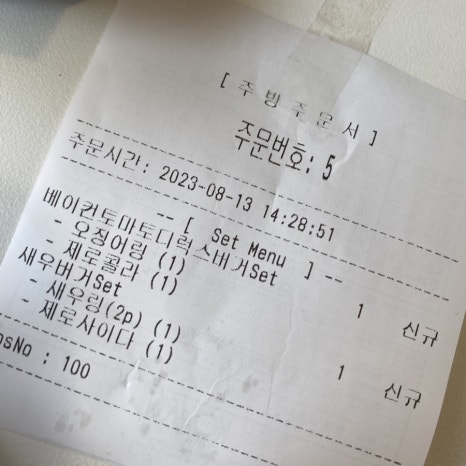 [ 주 방 주 문 서 ]
주문번호: 5
주문시간: 2023-08-13 14:28:51
-- [ Set Menu ] --
베이컨토마토디럭스버거Set 1 신규
- 오징어링 (1)
- 제로콜라 (1)
새우버거Set 1 신규
- 새우링(2p) (1)
- 제로사이다 (1)
nsNo : 100